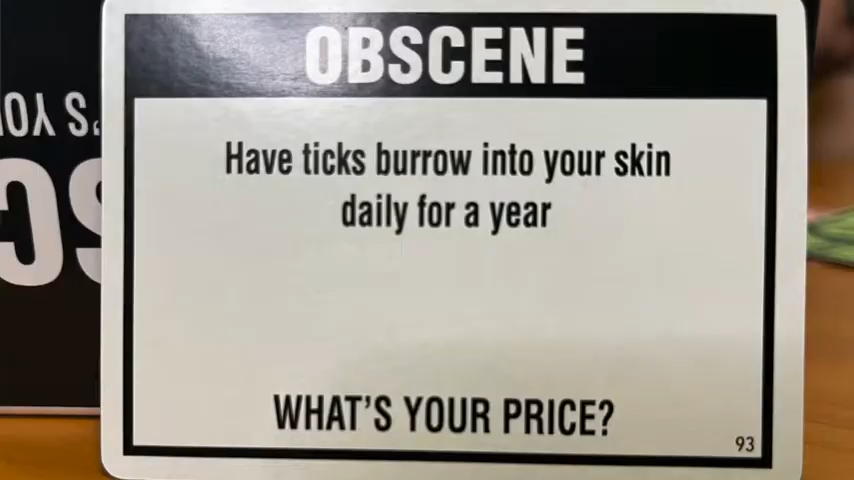 OBSCENE
Have ticks burrow into your skin
daily for a year
WHAT'S YOUR PRICE?
93